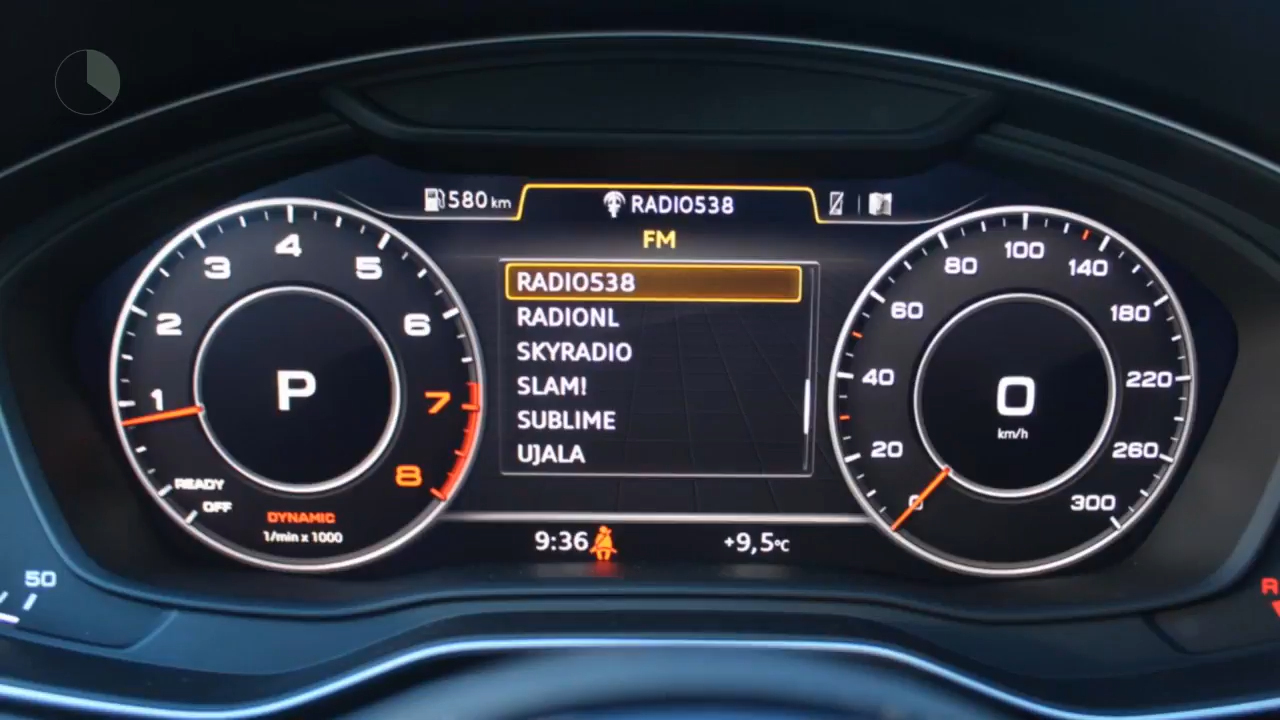 580 km
RADIO538
FM
RADIO538
RADIONL
SKYRADIO
SLAM!
SUBLIME
UJALA
9:36
+9,5°C
1
2
3
4
5
6
7
8
P
READY
OFF
DYNAMIC
1/min x 1000
0
20
40
60
80
100
140
180
220
260
300
0
km/h
50